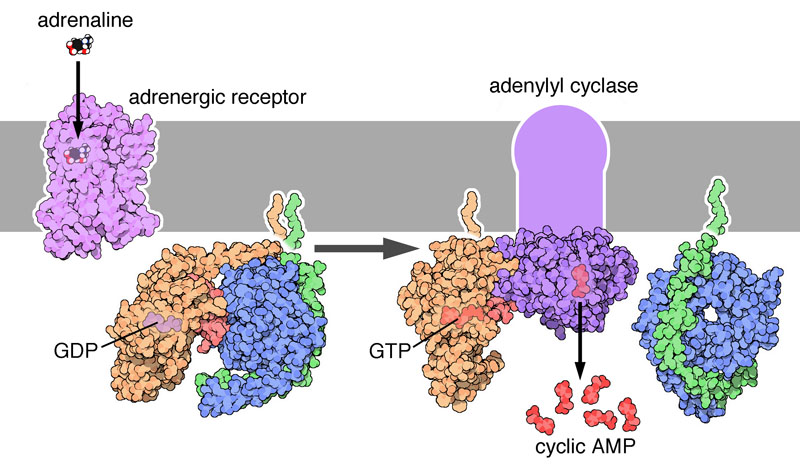 adrenaline
adrenergic receptor
adenylyl cyclase
GDP
GTP
cyclic AMP